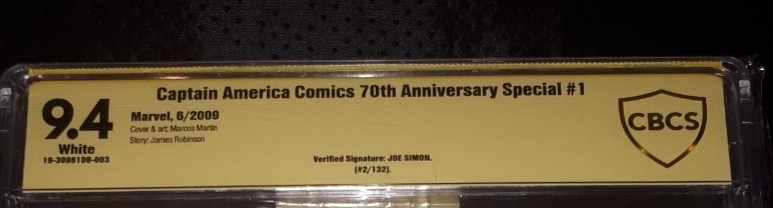 Captain America Comics 70th Anniversary Special #1
9.4
White
19-30981D8-003
Marvel, 6/2009
Cover & art: Marcos Martin
Story: James Robinson
Verified Signature: JOE SIMON.
(#2/132).
CBCS